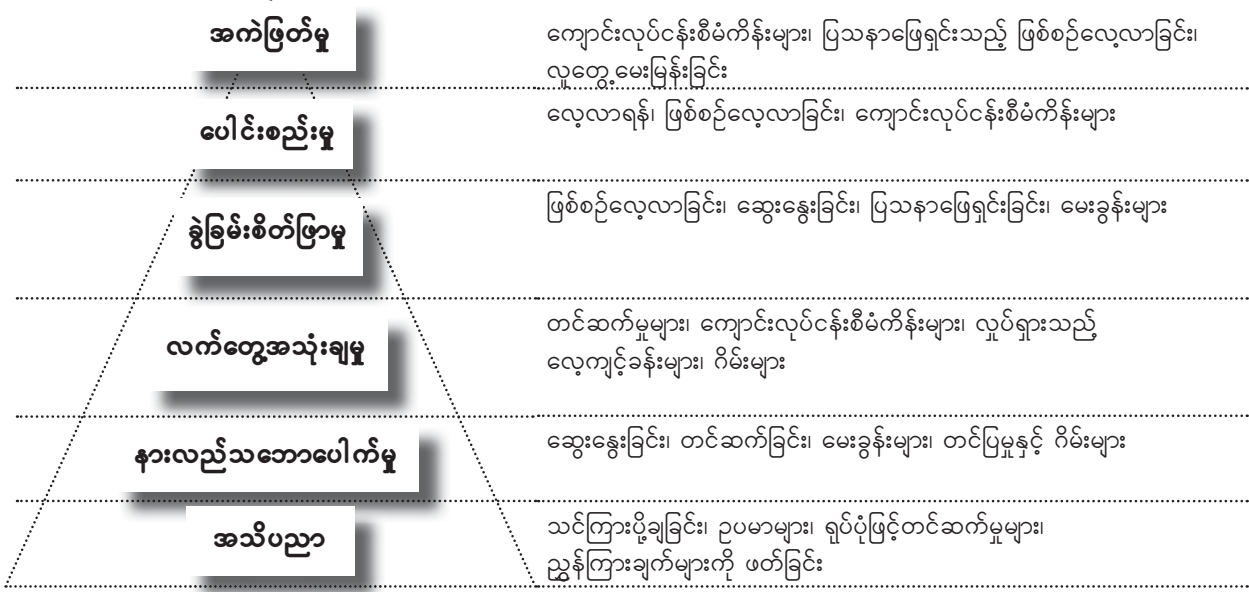 အကဲဖြတ်မှု
ကျောင်းလုပ်ငန်းစီမံကိန်းများ၊ ပြဿနာဖြေရှင်းသည့် ဖြစ်စဉ်လေ့လာခြင်း၊
လူတွေ့မေးမြန်းခြင်း
ပေါင်းစည်းမှု
လေ့လာရန်၊ ဖြစ်စဉ်လေ့လာခြင်း၊ ကျောင်းလုပ်ငန်းစီမံကိန်းများ
ခွဲခြမ်းစိတ်ဖြာမှု
ဖြစ်စဉ်လေ့လာခြင်း၊ ဆွေးနွေးခြင်း၊ ပြဿနာဖြေရှင်းခြင်း၊ မေးခွန်းများ
လက်တွေ့အသုံးချမှု
တင်ဆက်မှုများ၊ ကျောင်းလုပ်ငန်းစီမံကိန်းများ၊ လှုပ်ရှားသည့်
လေ့ကျင့်ခန်းများ၊ ဂိမ်းများ
နားလည်သဘောပေါက်မှု
ဆွေးနွေးခြင်း၊ တင်ဆက်ခြင်း၊ မေးခွန်းများ၊ တင်ပြမှုနှင့် ဂိမ်းများ
အသိပညာ
သင်ကြားပို့ချခြင်း၊ ဥပမာများ၊ ရုပ်ပုံဖြင့်တင်ဆက်မှုများ၊
ညွှန်ကြားချက်များကို ဖတ်ခြင်း